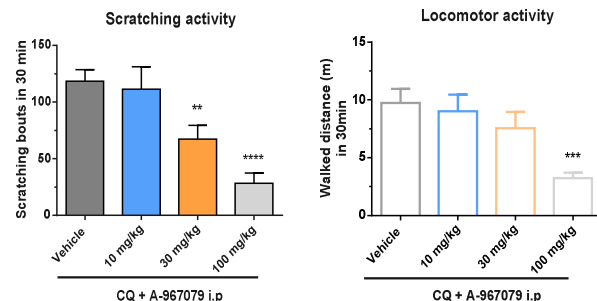 Scratching activity
Scratching bouts in 30 min
150
100
50
0
**
****
Vehicle
10 mg/kg
30 mg/kg
100 mg/kg
CQ + A-967079 i.p
Locomotor activity
Walked distance (m)
in 30min
15
10
5
0
***
Vehicle
10 mg/kg
30 mg/kg
100 mg/kg
CQ + A-967079 i.p